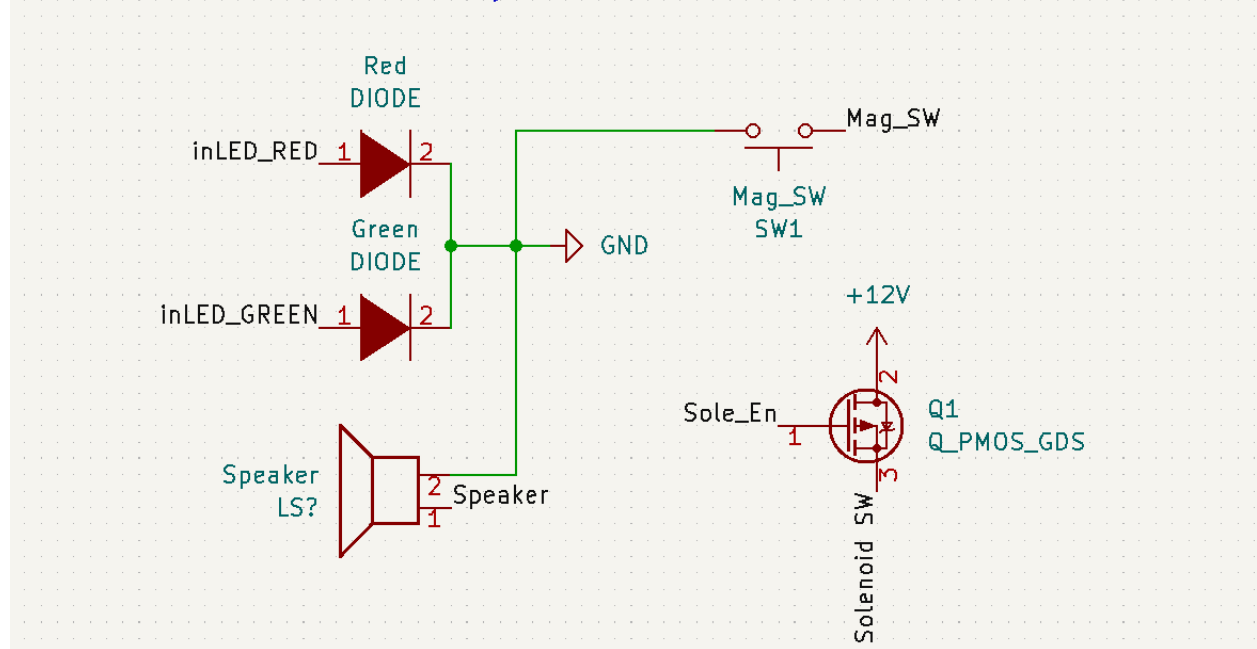 Red
DIODE
inLED_RED
1
2
Green
DIODE
inLED_GREEN
1
2
GND
Mag_SW
Mag_SW
SW1
Speaker
LS?
2
Speaker
1
+12V
2
Sole_En
1
Q1
Q_PMOS_GDS
3
Solenoid SW